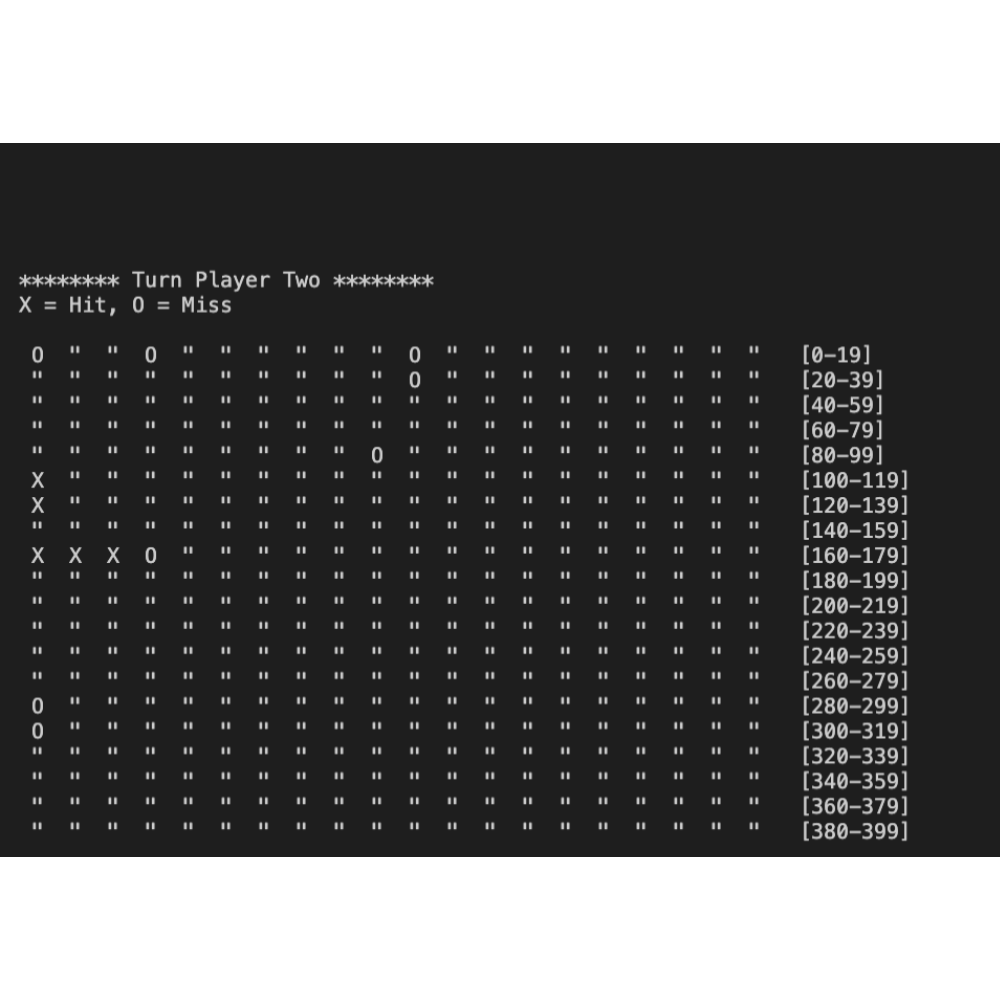 ******** Turn Player Two ********
X = Hit, O = Miss
O " " O " " " " " " O " " " " " " " " " [0-19]
" " " " " " " " " " O " " " " " " " " " [20-39]
" " " " " " " " " " " " " " " " " " " " [40-59]
" " " " " " " " " " " " " " " " " " " " [60-79]
" " " " " " " " " O " " " " " " " " " " [80-99]
X " " " " " " " " " " " " " " " " " " " [100-119]
X " " " " " " " " " " " " " " " " " " " [120-139]
" " " " " " " " " " " " " " " " " " " " [140-159]
X X X O " " " " " " " " " " " " " " " " [160-179]
" " " " " " " " " " " " " " " " " " " " [180-199]
" " " " " " " " " " " " " " " " " " " " [200-219]
" " " " " " " " " " " " " " " " " " " " [220-239]
" " " " " " " " " " " " " " " " " " " " [240-259]
" " " " " " " " " " " " " " " " " " " " [260-279]
O " " " " " " " " " " " " " " " " " " " [280-299]
O " " " " " " " " " " " " " " " " " " " [300-319]
" " " " " " " " " " " " " " " " " " " " [320-339]
" " " " " " " " " " " " " " " " " " " " [340-359]
" " " " " " " " " " " " " " " " " " " " [360-379]
" " " " " " " " " " " " " " " " " " " " [380-399]